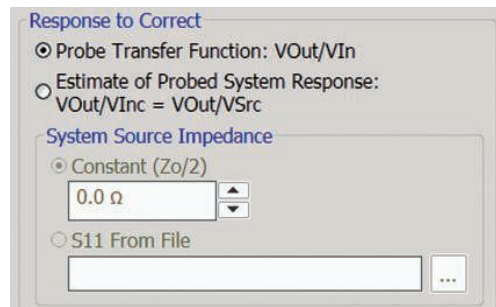 Response to Correct
Probe Transfer Function: VOut/VIn
Estimate of Probed System Response:
VOut/VInc = VOut/VSrc
System Source Impedance
Constant (Zo/2)
0.0 Ω
S11 From File
...